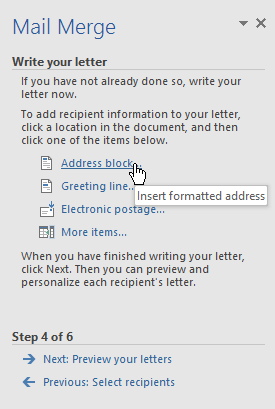 Mail Merge
Write your letter
If you have not already done so, write your
letter now.
To add recipient information to your letter,
click a location in the document, and then
click one of the items below.
Address block...
Greeting line...
Insert formatted address
Electronic postage...
More items...
When you have finished writing your letter,
click Next. Then you can preview and
personalize each recipient's letter.
Step 4 of 6
Next: Preview your letters
Previous: Select recipients